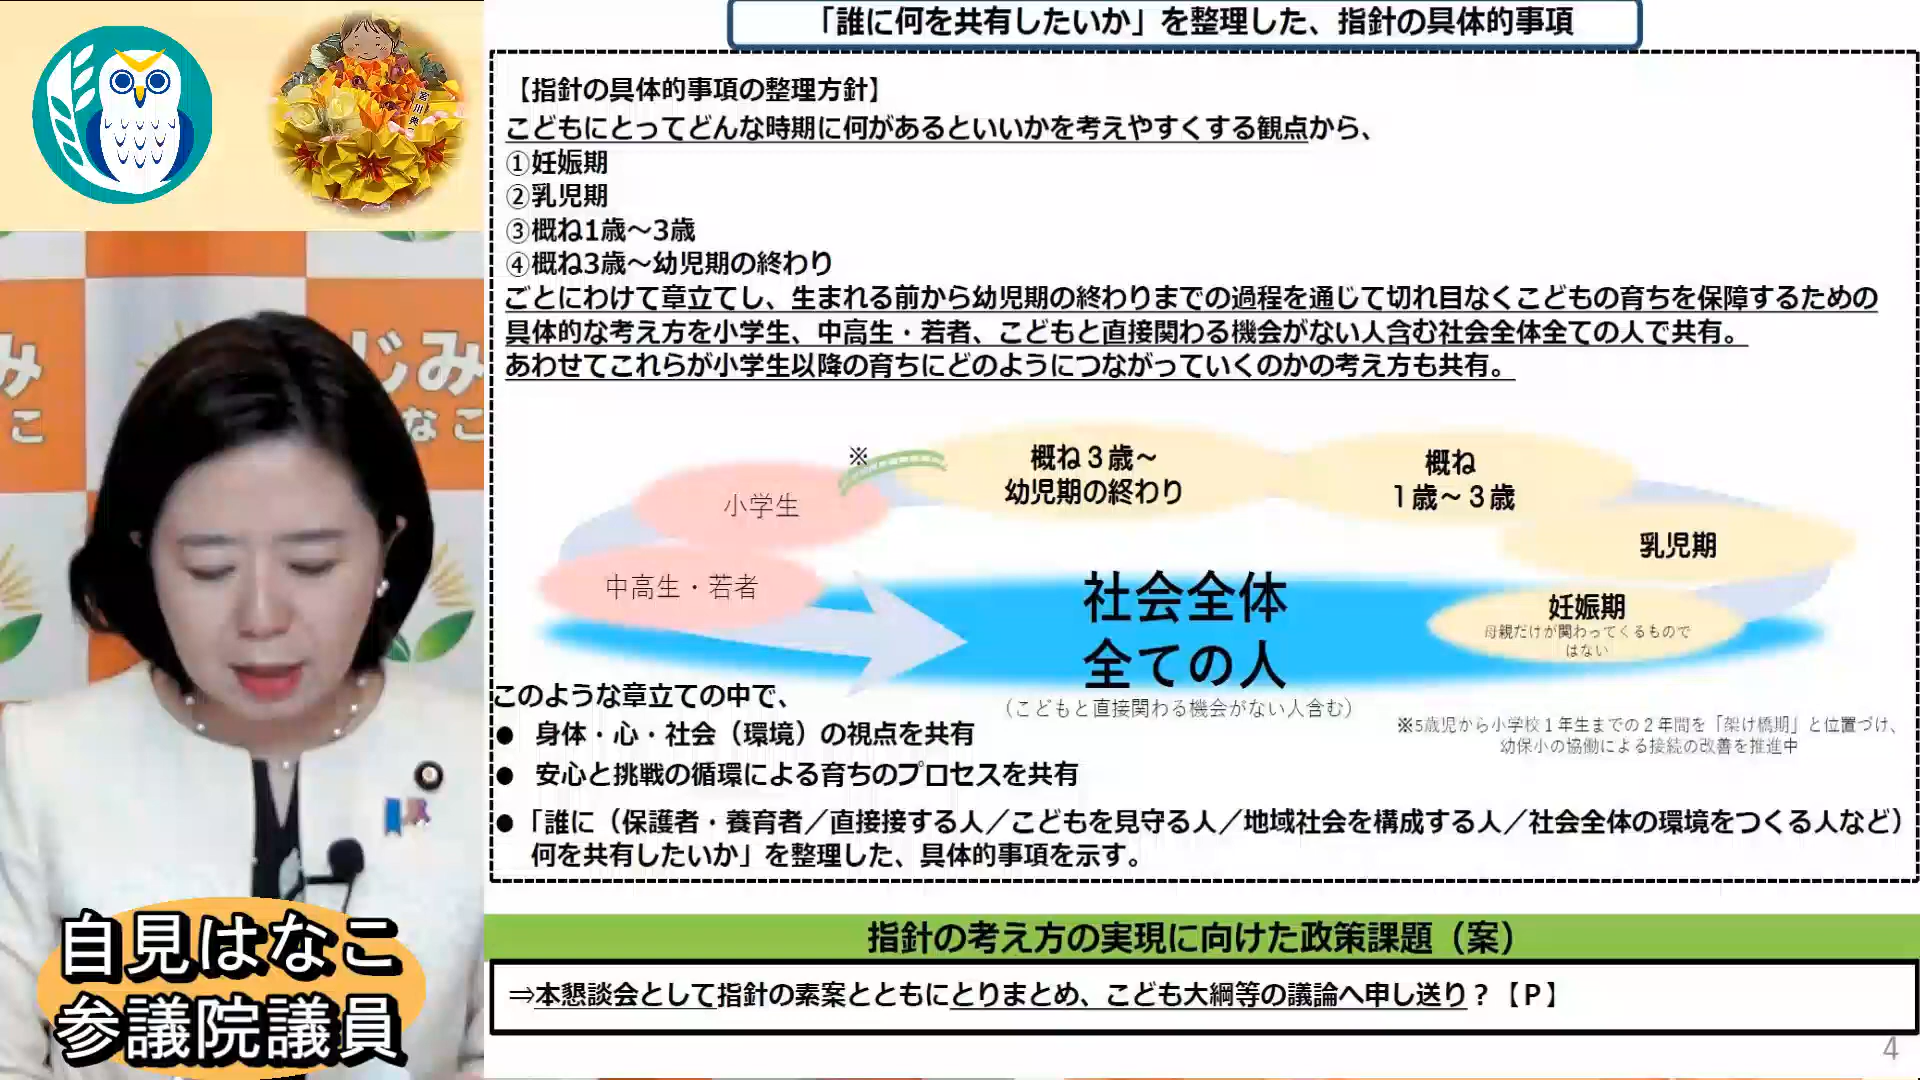 「誰に何を共有したいか」を整理した、指針の具体的事項
【指針の具体的事項の整理方針】
こどもにとってどんな時期に何があるといいかを考えやすくする観点から、
①妊娠期
②乳児期
③概ね1歳～3歳
④概ね3歳～幼児期の終わり
ごとにわけて章立てし、生まれる前から幼児期の終わりまでの過程を通じて切れ目なくこどもの育ちを保障するための
具体的な考え方を小学生、中高生・若者、こどもと直接関わる機会がない人含む社会全体全ての人で共有。
あわせてこれらが小学生以降の育ちにどのようにつながっていくのかの考え方も共有。
※
概ね３歳～
幼児期の終わり
概ね
１歳～３歳
小学生
乳児期
中高生・若者
社会全体
全ての人
（こどもと直接関わる機会がない人含む）
妊娠期
母親だけが関わってくるもので
はない
※5歳児から小学校１年生までの２年間を「架け橋期」と位置づけ、
幼保小の協働による接続の改善を推進中
このような章立ての中で、
● 身体・心・社会（環境）の視点を共有
● 安心と挑戦の循環による育ちのプロセスを共有
● 「誰に（保護者・養育者／直接接する人／こどもを見守る人／地域社会を構成する人／社会全体の環境をつくる人など）
何を共有したいか」を整理した、具体的事項を示す。
指針の考え方の実現に向けた政策課題（案）
⇒本懇談会として指針の素案とともにとりまとめ、こども大綱等の議論へ申し送り？【Ｐ】
4
み
こ
じみ
なこ
自見はなこ
参議院議員